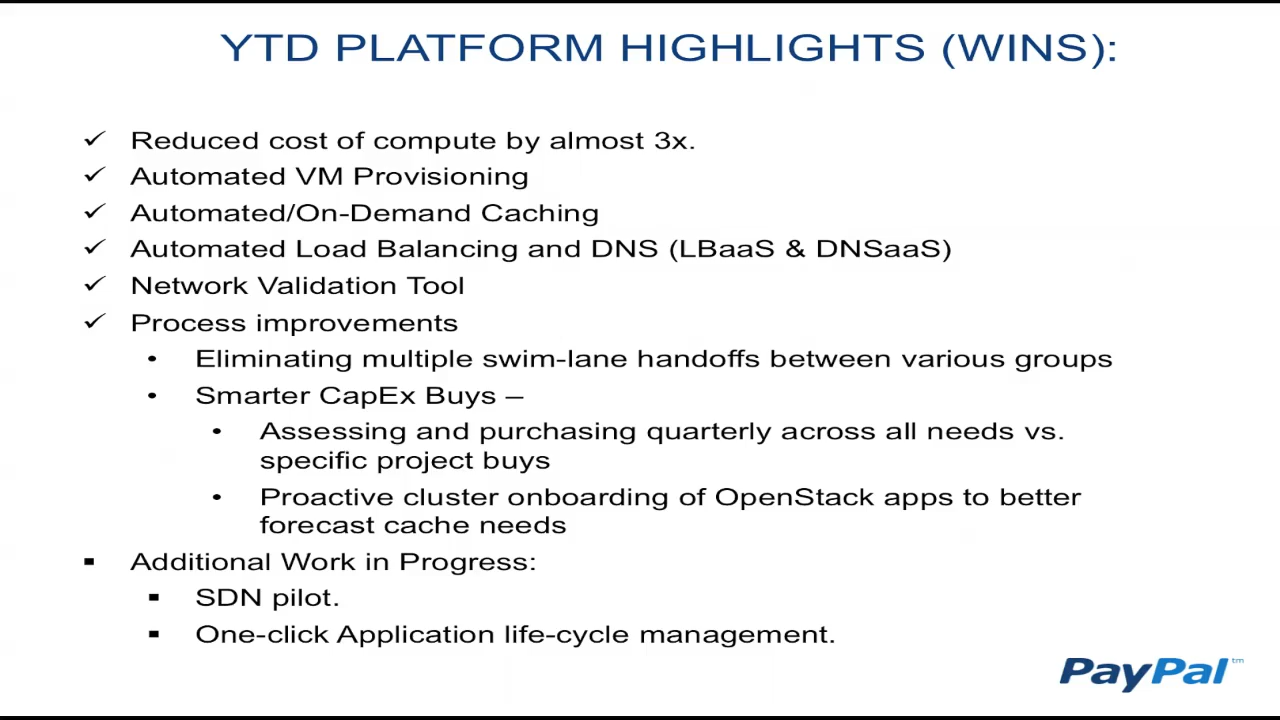 YTD PLATFORM HIGHLIGHTS (WINS):
✓ Reduced cost of compute by almost 3x.
✓ Automated VM Provisioning
✓ Automated/On-Demand Caching
✓ Automated Load Balancing and DNS (LBaaS & DNSaaS)
✓ Network Validation Tool
✓ Process improvements
• Eliminating multiple swim-lane handoffs between various groups
• Smarter CapEx Buys –
• Assessing and purchasing quarterly across all needs vs.
specific project buys
• Proactive cluster onboarding of OpenStack apps to better
forecast cache needs
▪ Additional Work in Progress:
▪ SDN pilot.
▪ One-click Application life-cycle management.
PayPal™